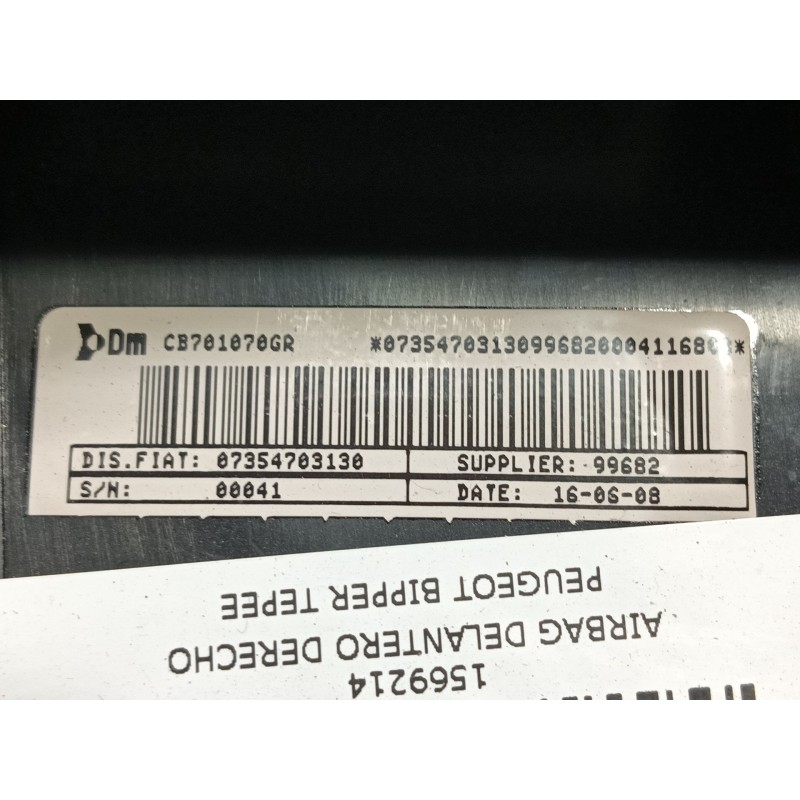 Dm CB701070GR *07354703130996820004116808*
DIS.FIAT: 07354703130 SUPPLIER: 99682
S/N: 00041 DATE: 16-06-08
1569214
AIRBAG DELANTERO DERECHO
PEUGEOT BIPPER TEPEE